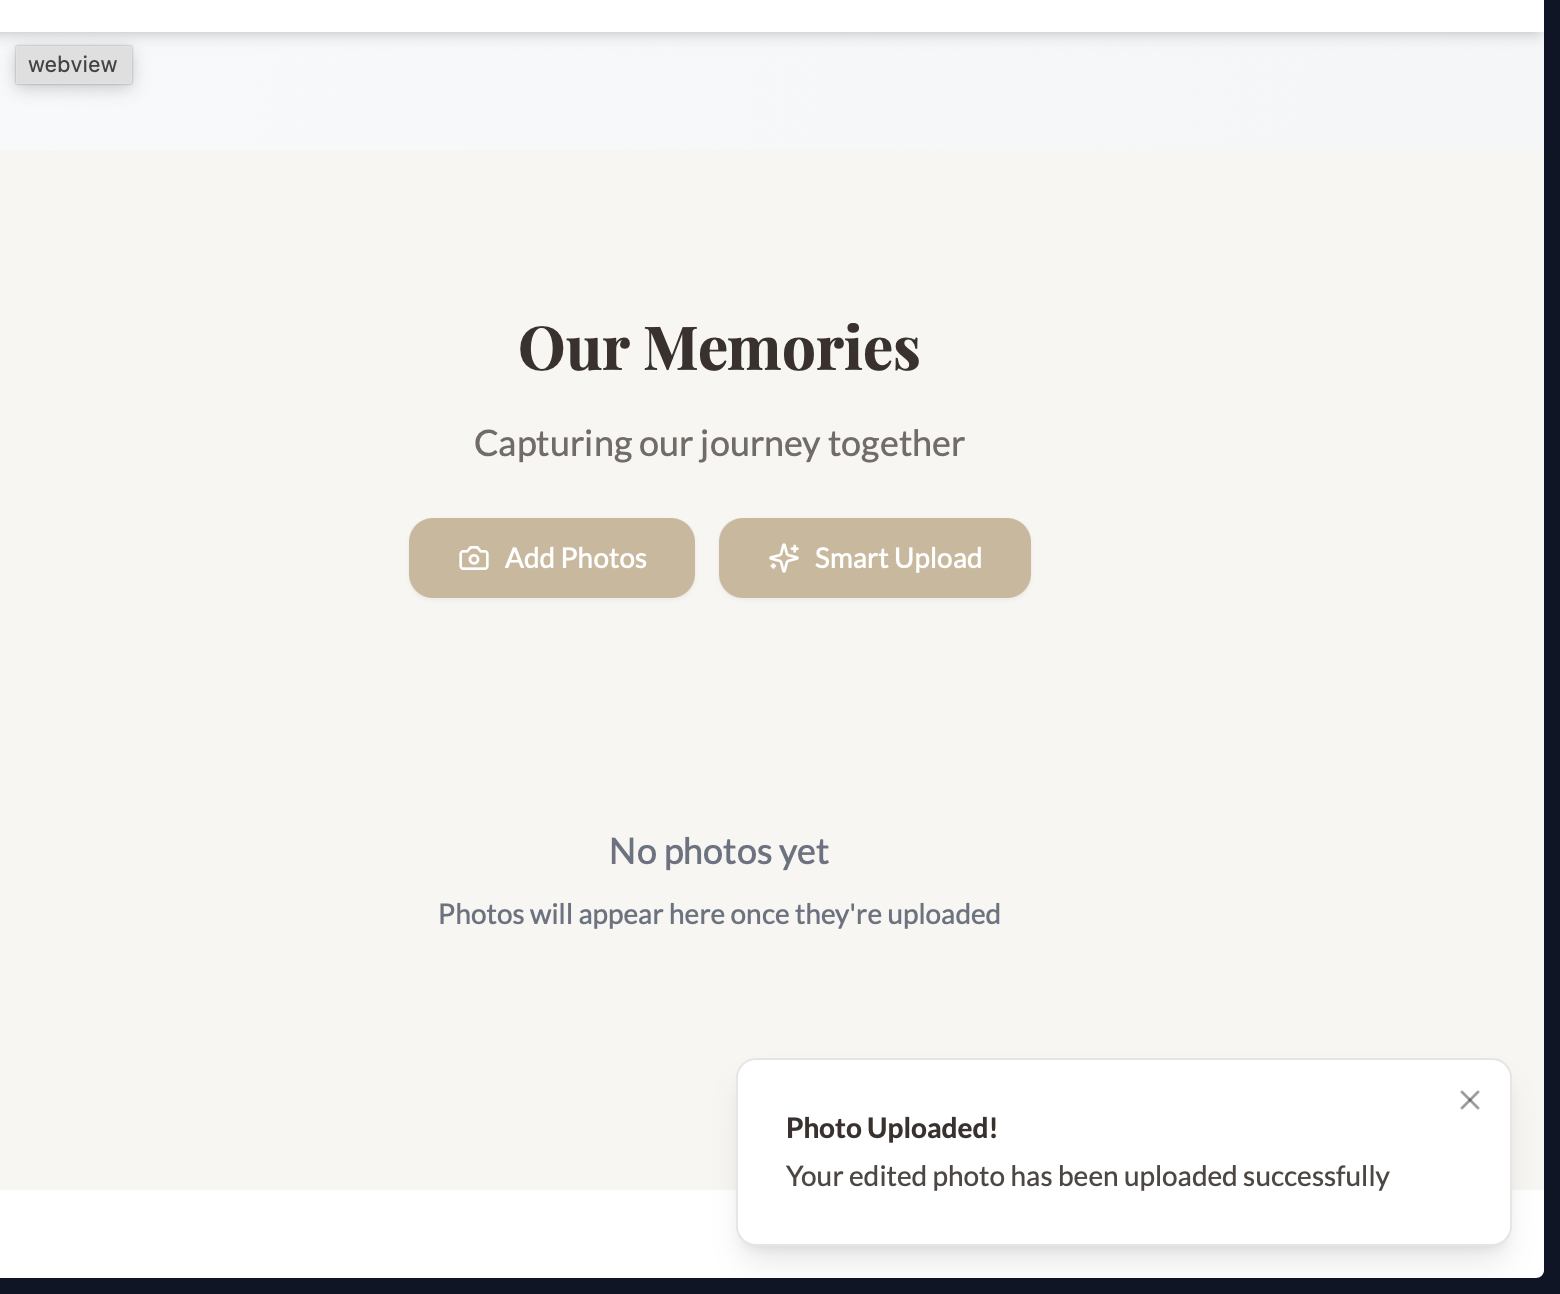 webview
Our Memories
Capturing our journey together
Add Photos
Smart Upload
No photos yet
Photos will appear here once they're uploaded
Photo Uploaded!
Your edited photo has been uploaded successfully